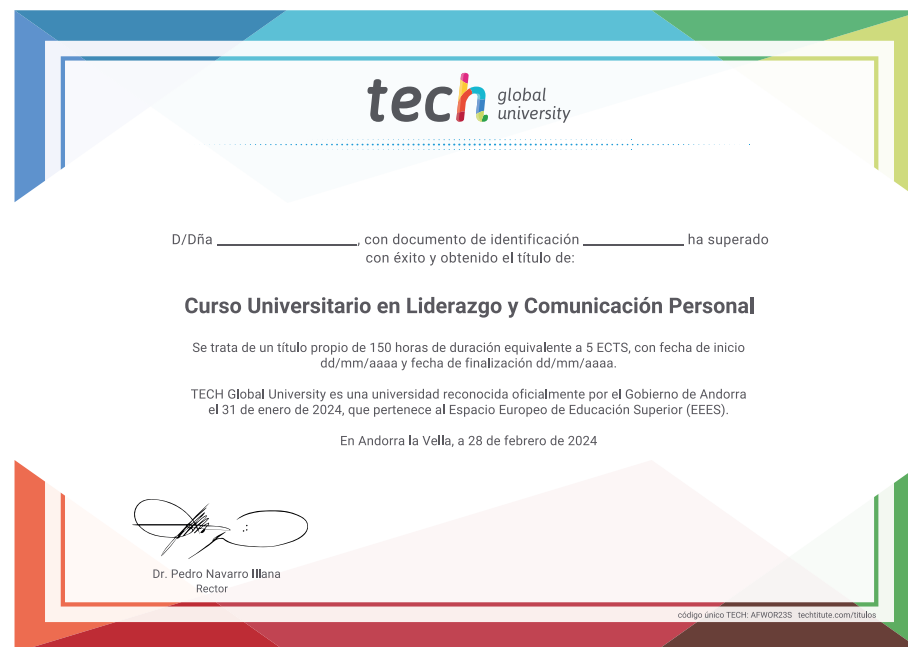 tech global university
D/Dña ______________, con documento de identificación __________ ha superado
con éxito y obtenido el título de:
Curso Universitario en Liderazgo y Comunicación Personal
Se trata de un título propio de 150 horas de duración equivalente a 5 ECTS, con fecha de inicio
dd/mm/aaaa y fecha de finalización dd/mm/aaaa.
TECH Global University es una universidad reconocida oficialmente por el Gobierno de Andorra
el 31 de enero de 2024, que pertenece al Espacio Europeo de Educación Superior (EEES).
En Andorra la Vella, a 28 de febrero de 2024
Dr. Pedro Navarro Illana
Rector
código único TECH: AFWOR23S techtitute.com/titulos